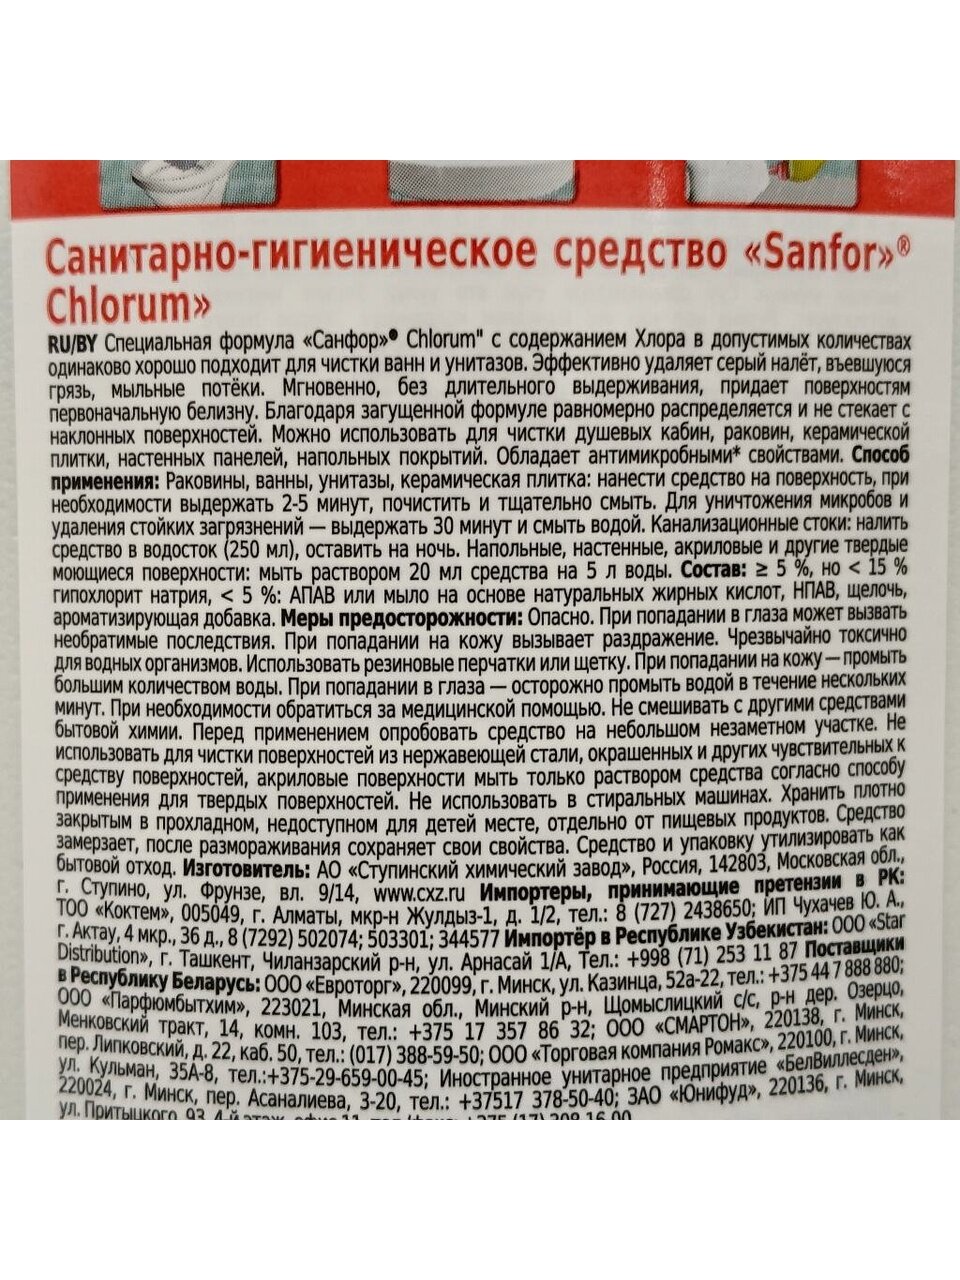 Санитарно-гигиеническое средство «Sanfor»®
Chlorum»
RU/BY Специальная формула «Санфор»® Chlorum" с содержанием Хлора в допустимых количествах
одинаково хорошо подходит для чистки ванн и унитазов. Эффективно удаляет серый налёт, въевшуюся
грязь, мыльные потёки. Мгновенно, без длительного выдерживания, придает поверхностям
первоначальную белизну. Благодаря загущенной формуле равномерно распределяется и не стекает с
наклонных поверхностей. Можно использовать для чистки душевых кабин, раковин, керамической
плитки, настенных панелей, напольных покрытий. Обладает антимикробными* свойствами. Способ
применения: Раковины, ванны, унитазы, керамическая плитка: нанести средство на поверхность, при
необходимости выдержать 2-5 минут, почистить и тщательно смыть. Для уничтожения микробов и
удаления стойких загрязнений — выдержать 30 минут и смыть водой. Канализационные стоки: налить
средство в водосток (250 мл), оставить на ночь. Напольные, настенные, акриловые и другие твердые
моющиеся поверхности: мыть раствором 20 мл средства на 5 л воды. Состав: ≥ 5 %, но < 15 %
гипохлорит натрия, < 5 %: АПАВ или мыло на основе натуральных жирных кислот, НПАВ, щелочь,
ароматизирующая добавка. Меры предосторожности: Опасно. При попадании в глаза может вызвать
необратимые последствия. При попадании на кожу вызывает раздражение. Чрезвычайно токсично
для водных организмов. Использовать резиновые перчатки или щетку. При попадании на кожу — промыть
большим количеством воды. При попадании в глаза — осторожно промыть водой в течение нескольких
минут. При необходимости обратиться за медицинской помощью. Не смешивать с другими средствами
бытовой химии. Перед применением опробовать средство на небольшом незаметном участке. Не
использовать для чистки поверхностей из нержавеющей стали, окрашенных и других чувствительных к
средству поверхностей, акриловые поверхности мыть только раствором средства согласно способу
применения для твердых поверхностей. Не использовать в стиральных машинах. Хранить плотно
закрытым в прохладном, недоступном для детей месте, отдельно от пищевых продуктов. Средство
замерзает, после размораживания сохраняет свои свойства. Средство и упаковку утилизировать как
бытовой отход. Изготовитель: АО «Ступинский химический завод», Россия, 142803, Московская обл.,
г. Ступино, ул. Фрунзе, вл. 9/14, www.cxz.ru Импортеры, принимающие претензии в РК:
ТОО «Коктем», 005049, г. Алматы, мкр-н Жулдыз-1, д. 1/2, тел.: 8 (727) 2438650; ИП Чухачев Ю. А.,
г. Актау, 4 мкр., 36 д., 8 (7292) 502074; 503301; 344577 Импортёр в Республике Узбекистан: ООО «Star
Distribution», г. Ташкент, Чиланзарский р-н, ул. Арнасай 1/А, Тел.: +998 (71) 253 11 87 Поставщики
в Республику Беларусь: ООО «Евроторг», 220099, г. Минск, ул. Казинца, 52а-22, тел.: +375 44 7 888 880;
ООО «Парфюмбытхим», 223021, Минская обл., Минский р-н, Щомыслицкий с/с, р-н дер. Озерцо,
Менковский тракт, 14, комн. 103, тел.: +375 17 357 86 32; ООО «СМАРТОН», 220138, г. Минск,
пер. Липковский, д. 22, каб. 50, тел.: (017) 388-59-50; ООО «Торговая компания Ромакс», 220100, г. Минск,
ул. Кульман, 35А-8, тел.:+375-29-659-00-45; Иностранное унитарное предприятие «БелВиллесден»,
220024, г. Минск, пер. Асаналиева, 3-20, тел.: +37517 378-50-40; ЗАО «Юнифуд», 220136, г. Минск,
ул. Притыцкого, 93, 4-й этаж, офис 11, тел./факс: +375 (17) 308 16 00